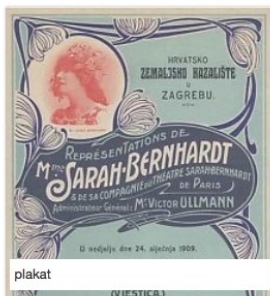 HRVATSKO
ZEMALJSKO KAZALIŠTE
U
ZAGREBU.
REPRÉSENTATIONS DE
MME SARAH-BERNHARDT
& DE SA COMPAGNIE DU THÉATRE SARAH-BERNHARDT
DE PARIS
Administrateur Général: Mr. VICTOR ULLMANN
U nedjelju dne 24. siječnja 1909.
plakat
(VJEŠTICA.)